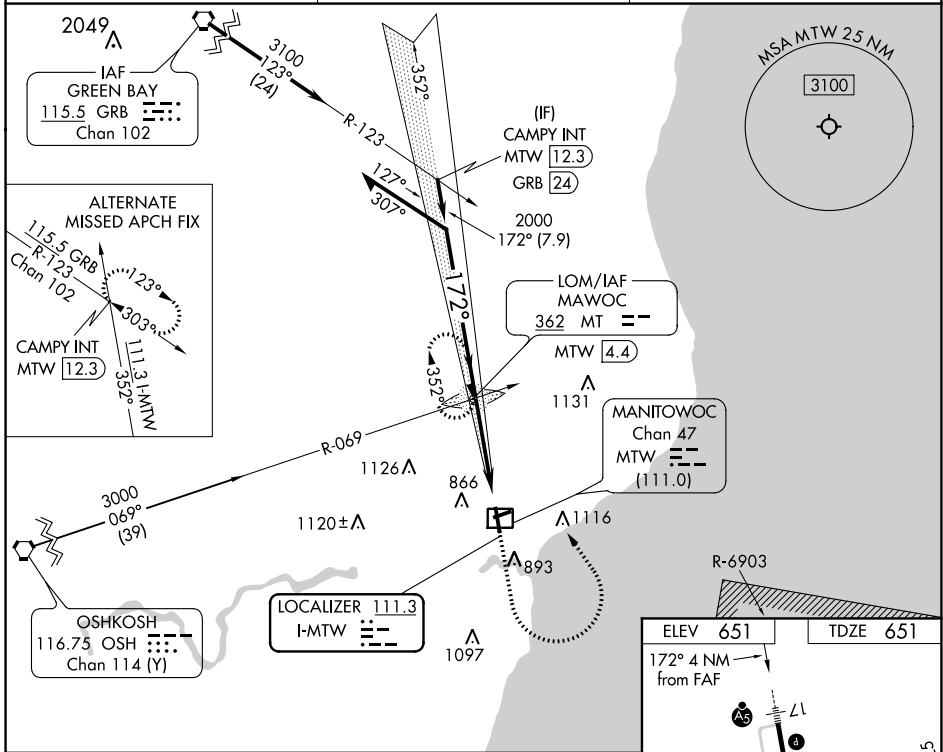 2049
IAF
GREEN BAY
115.5 GRB
Chan 102
3100
123°
(24)
R-123
352°
(IF)
CAMPY INT
MTW 12.3
GRB 24
127°
307°
2000
172° (7.9)
172°
MSA MTW 25 NM
3100
ALTERNATE
MISSED APCH FIX
115.5 GRB
R-123
Chan 102
123°
303°
CAMPY INT
MTW 12.3
111.3 I-MTW
352°
LOM/IAF
MAWOC
362 MT
MTW 4.4
352°
1131
R-069
MANITOWOC
Chan 47
MTW
(111.0)
1126
866
3000
069°
(39)
1120±
1116
893
OSHKOSH
116.75 OSH
Chan 114 (Y)
LOCALIZER 111.3
I-MTW
1097
R-6903
ELEV 651
TDZE 651
172° 4 NM
from FAF
A5
17
P
5